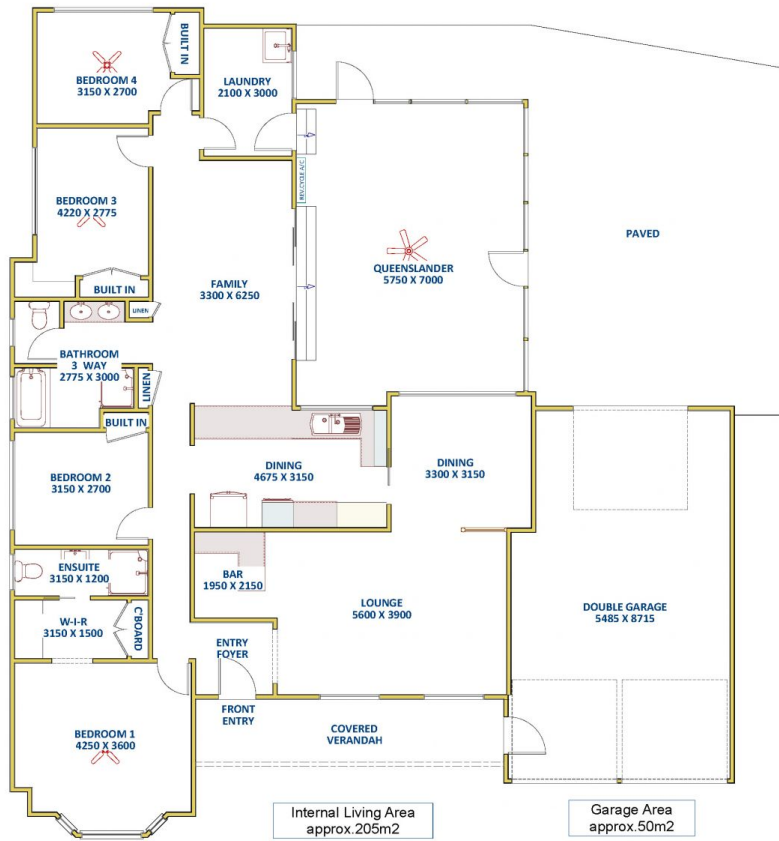 BEDROOM 4
3150 X 2700
BUILT IN
LAUNDRY
2100 X 3000
BEDROOM 3
4220 X 2775
BUILT IN
REV.CYCLE A/C
QUEENSLANDER
5750 X 7000
PAVED
FAMILY
3300 X 6250
LINEN
BATHROOM
3 WAY
2775 X 3000
LINEN
BUILT IN
BEDROOM 2
3150 X 2700
DINING
4675 X 3150
DINING
3300 X 3150
ENSUITE
3150 X 1200
BAR
1950 X 2150
LOUNGE
5600 X 3900
DOUBLE GARAGE
5485 X 8715
W-I-R
3150 X 1500
C'BOARD
ENTRY
FOYER
FRONT
ENTRY
COVERED
VERANDAH
BEDROOM 1
4250 X 3600
Internal Living Area
approx.205m2
Garage Area
approx.50m2